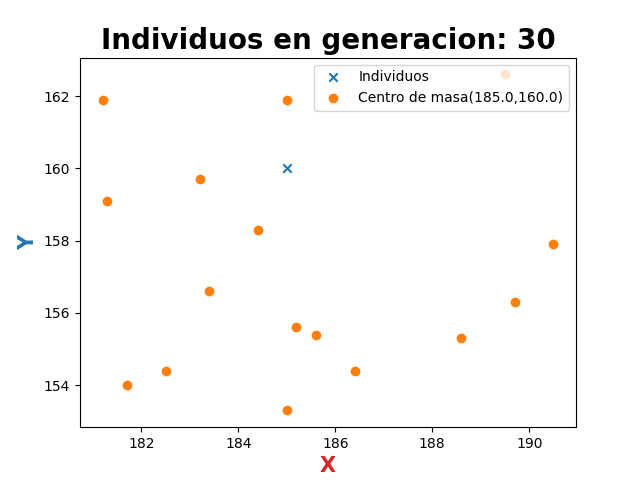 Individuos en generacion: 30
Individuos
Centro de masa(185.0,160.0)
162
160
158
156
154
Y
182
184
186
188
190
X